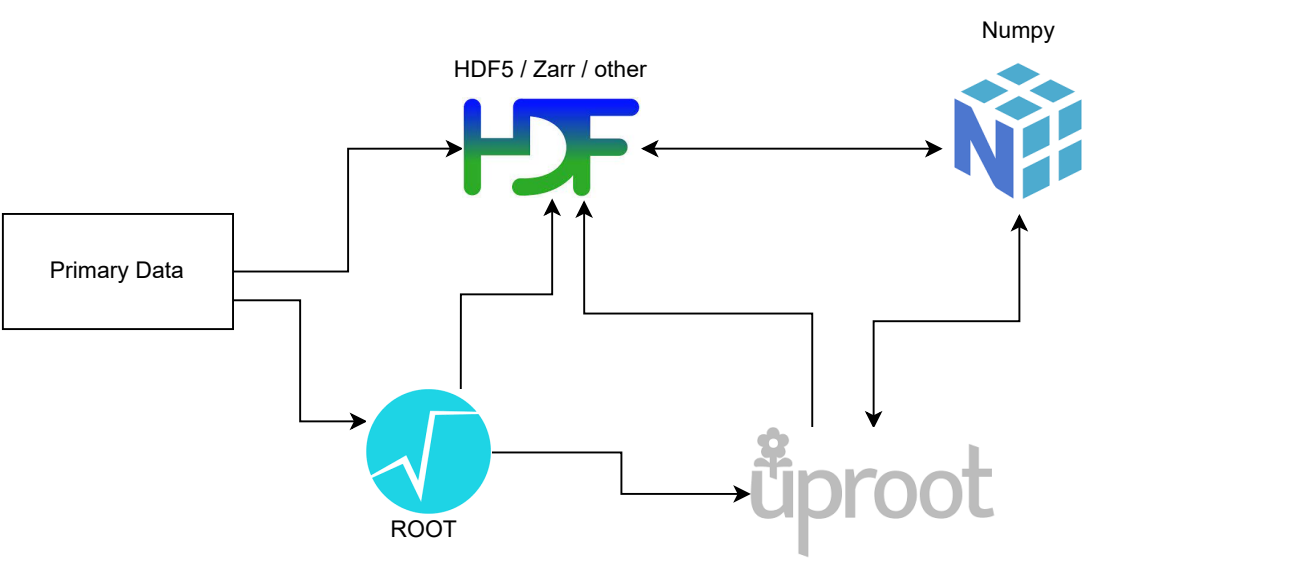 Numpy
HDF5 / Zarr / other
HDF
N
Primary Data
uproot
ROOT